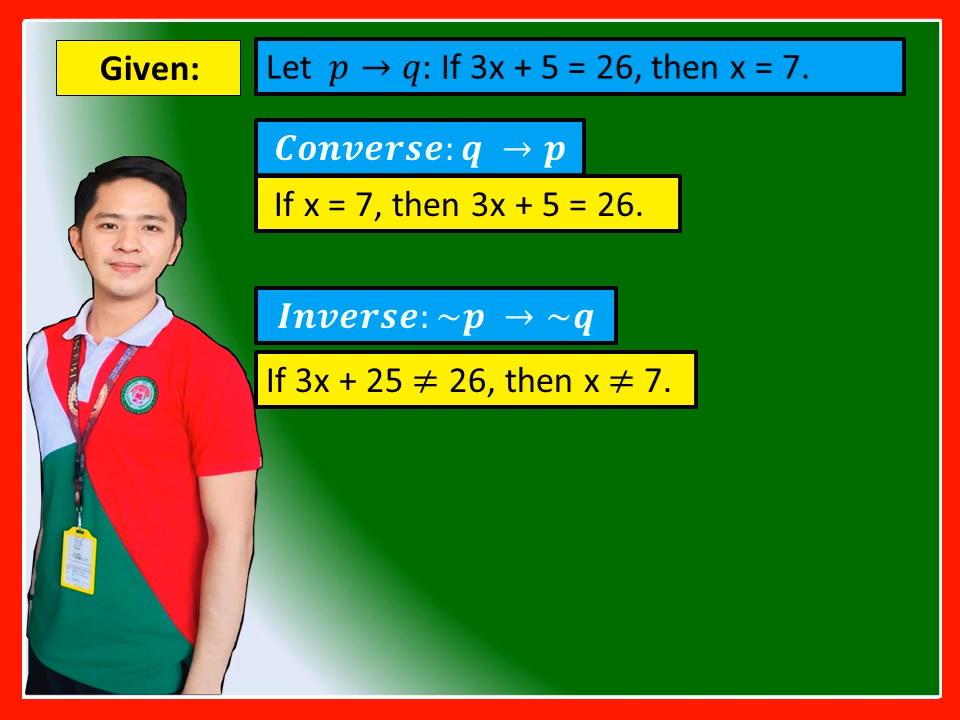 Given:
Let 𝑝 → 𝑞: If 3x + 5 = 26, then x = 7.
𝑪𝒐𝒏𝒗𝒆𝒓𝒔𝒆: 𝒒 → 𝒑
If x = 7, then 3x + 5 = 26.
𝑰𝒏𝒗𝒆𝒓𝒔𝒆: ~𝒑 → ~𝒒
If 3x + 25 ≠ 26, then x ≠ 7.